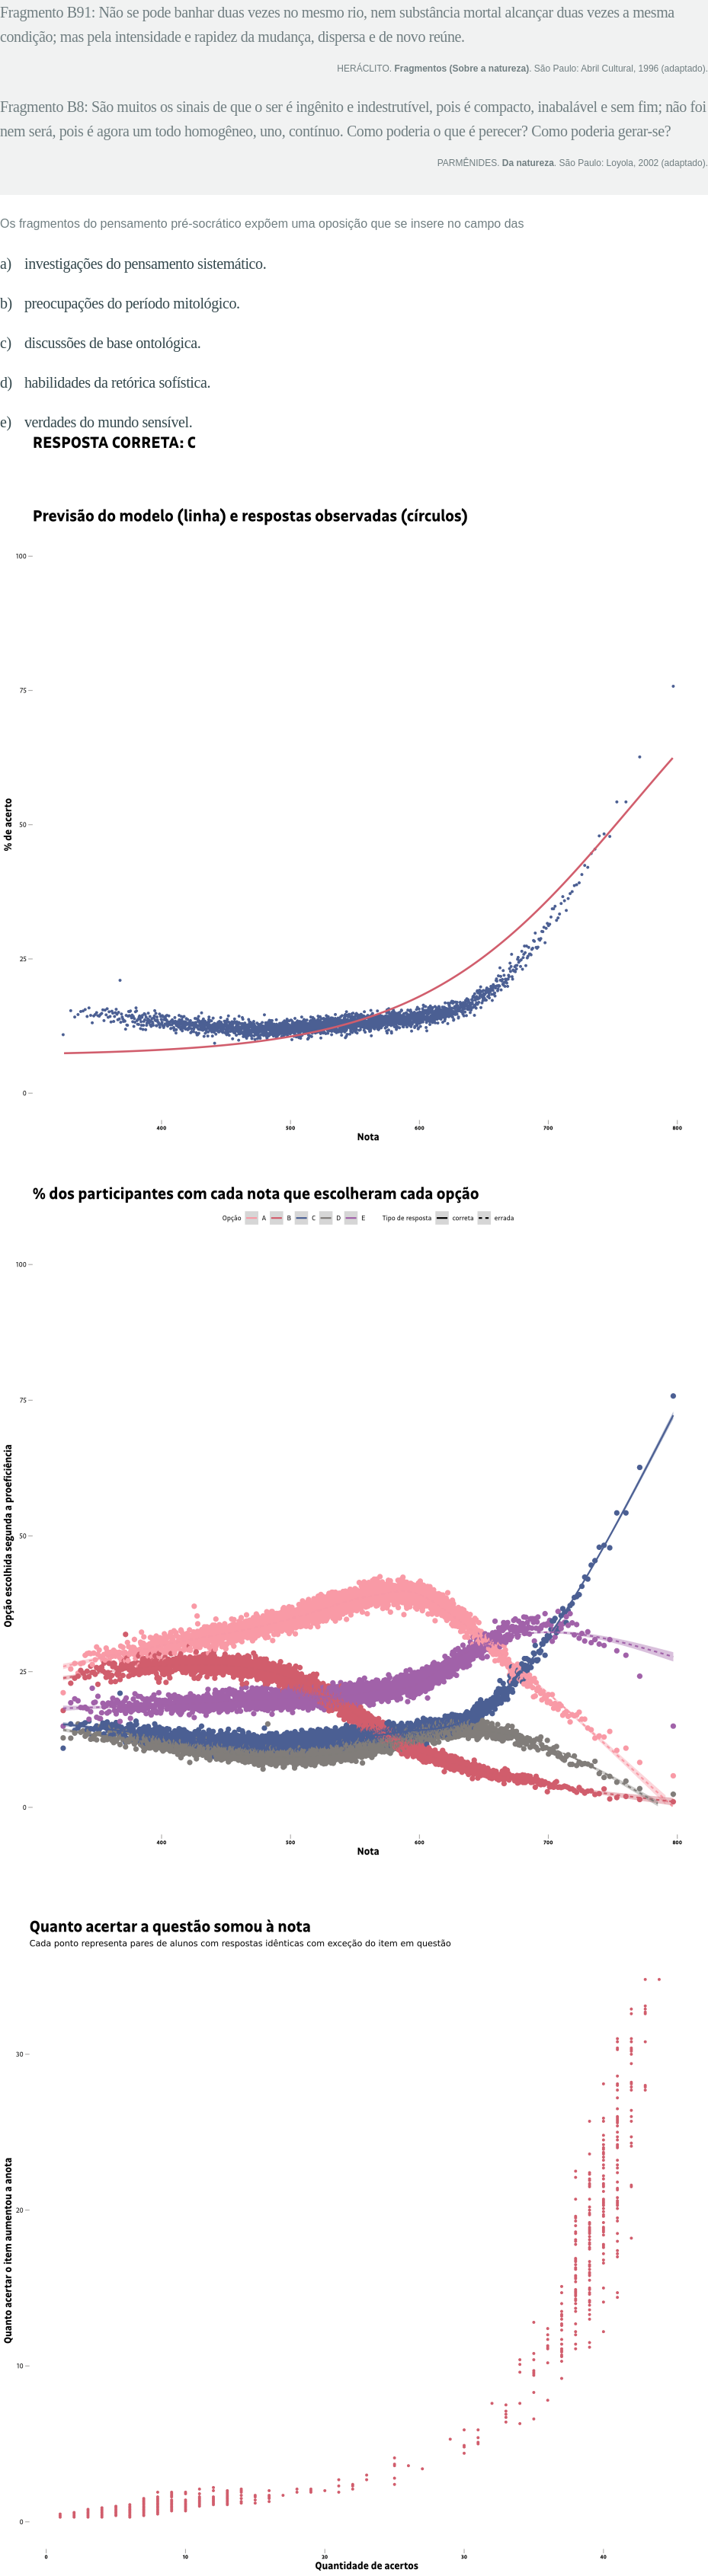 Fragmento B91: Não se pode banhar duas vezes no mesmo rio, nem substância mortal alcançar duas vezes a mesma
condição; mas pela intensidade e rapidez da mudança, dispersa e de novo reúne.
HERÁCLITO. Fragmentos (Sobre a natureza). São Paulo: Abril Cultural, 1996 (adaptado).
Fragmento B8: São muitos os sinais de que o ser é ingênito e indestrutível, pois é compacto, inabalável e sem fim; não foi
nem será, pois é agora um todo homogêneo, uno, contínuo. Como poderia o que é perecer? Como poderia gerar-se?
PARMÊNIDES. Da natureza. São Paulo: Loyola, 2002 (adaptado).
Os fragmentos do pensamento pré-socrático expõem uma oposição que se insere no campo das
a) investigações do pensamento sistemático.
b) preocupações do período mitológico.
c) discussões de base ontológica.
d) habilidades da retórica sofística.
e) verdades do mundo sensível.
RESPOSTA CORRETA: C
Previsão do modelo (linha) e respostas observadas (círculos)
100
75
50
25
0
% de acerto
400 500 600 700 800
Nota
% dos participantes com cada nota que escolheram cada opção
Opção A B C D E Tipo de resposta correta errada
100
75
50
25
0
Opção escolhida segunda a proeficiência
400 500 600 700 800
Nota
Quanto acertar a questão somou à nota
Cada ponto representa pares de alunos com respostas idênticas com exceção do item em questão
30
20
10
0
Quanto acertar o item aumentou a anota
0 10 20 30 40
Quantidade de acertos